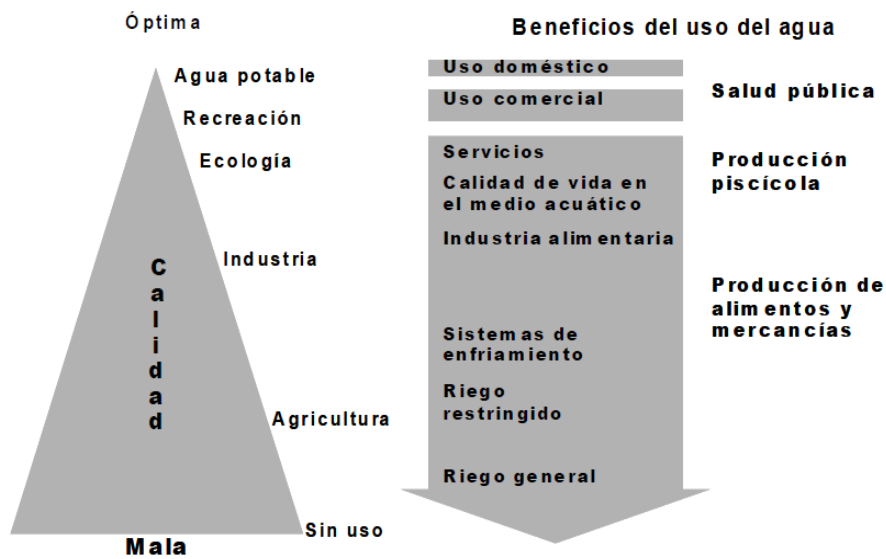 Óptima
Agua potable
Recreación
Ecología
Industria
Agricultura
Sin uso
Calidad
Mala
Beneficios del uso del agua
Uso doméstico
Uso comercial
Servicios
Calidad de vida en
el medio acuático
Industria alimentaria
Sistemas de
enfriamiento
Riego
restringido
Riego general
Salud pública
Producción
piscícola
Producción de
alimentos y
mercancías